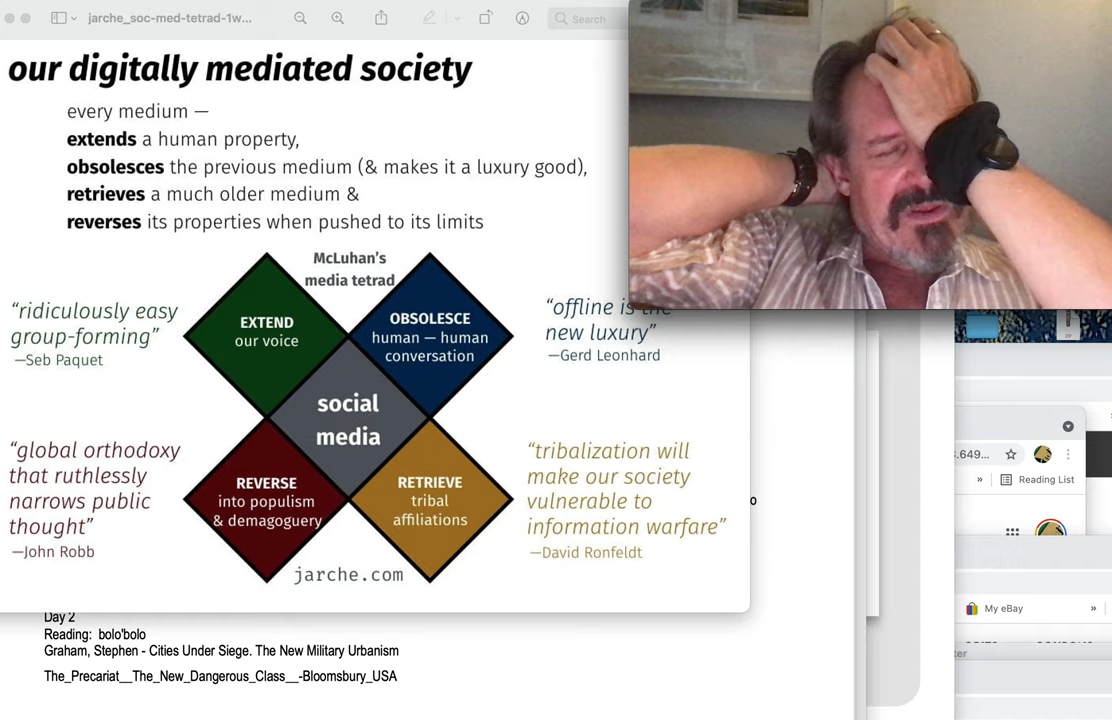 jarche_soc-med-tetrad-1w...
Search
our digitally mediated society
every medium —
extends a human property,
obsolesces the previous medium (& makes it a luxury good),
retrieves a much older medium &
reverses its properties when pushed to its limits
McLuhan's
media tetrad
"ridiculously easy
group-forming"
—Seb Paquet
EXTEND
our voice
OBSOLESCE
human — human
conversation
"offline is the
new luxury"
—Gerd Leonhard
social
media
"global orthodoxy
that ruthlessly
narrows public
thought"
—John Robb
REVERSE
into populism
& demagoguery
RETRIEVE
tribal
affiliations
"tribalization will
make our society
vulnerable to
information warfare"
—David Ronfeldt
jarche.com
Day 2
Reading: bolo'bolo
Graham, Stephen - Cities Under Siege. The New Military Urbanism
The_Precariat__The_New_Dangerous_Class__-Bloomsbury_USA
.649...
» Reading List
My eBay »